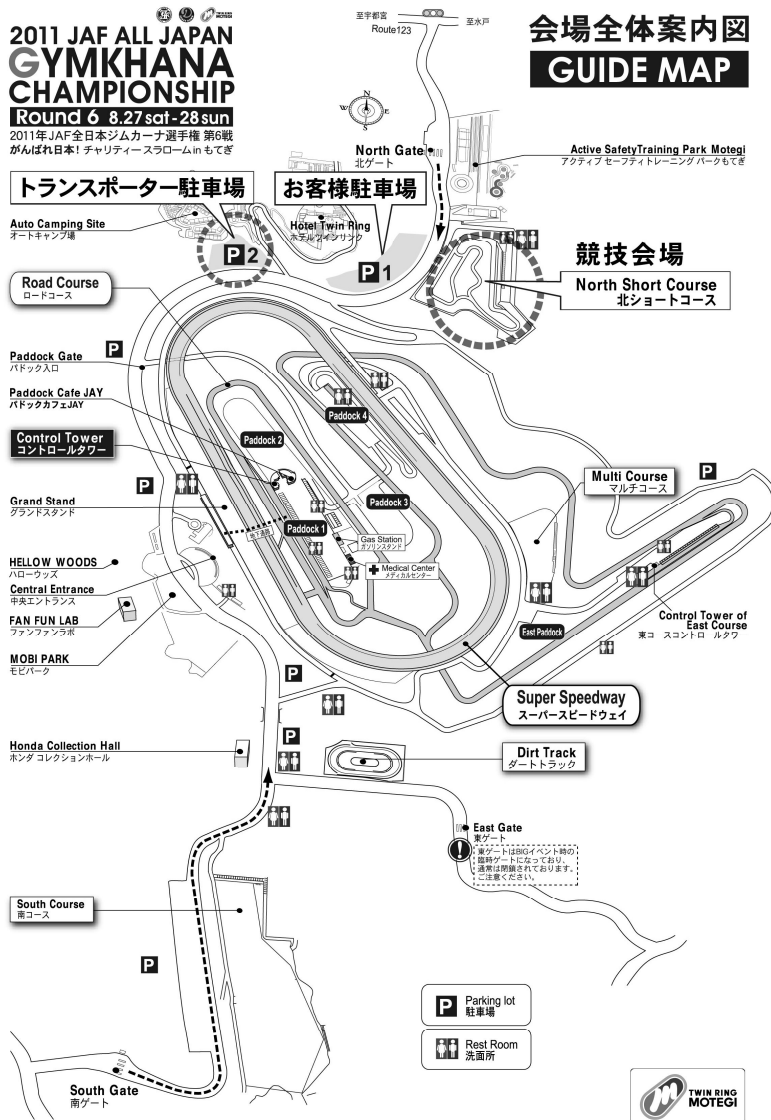 TWIN RING
MOTEGI
2011 JAF ALL JAPAN
GYMKHANA
CHAMPIONSHIP
Round 6 8.27 sat - 28 sun
2011年JAF全日本ジムカーナ選手権 第6戦
がんばれ日本！チャリティースラローム in もてぎ
至宇都宮
至水戸
Route123
会場全体案内図
GUIDE MAP
N
W
E
S
North Gate
北ゲート
Active SafetyTraining Park Motegi
アクティブ セーフティトレーニング パークもてぎ
トランスポーター駐車場
お客様駐車場
Auto Camping Site
オートキャンプ場
Hotel Twin Ring
ホテルツインリンク
P 2
P 1
競技会場
North Short Course
北ショートコース
Road Course
ロードコース
P
Paddock Gate
パドック入口
Paddock Cafe JAY
パドックカフェJAY
Paddock 4
Paddock 2
Control Tower
コントロールタワー
Multi Course
マルチコース
P
P
Grand Stand
グランドスタンド
Paddock 3
Paddock 1
地下通路
Gas Station
ガソリンスタンド
Medical Center
メディカルセンター
HELLOW WOODS
ハローウッズ
Central Entrance
中央エントランス
FAN FUN LAB
ファンファンラボ
Control Tower of
East Course
東コ スコントロ ルタワ
East Paddock
MOBI PARK
モビパーク
P
Super Speedway
スーパースピードウェイ
P
Honda Collection Hall
ホンダ コレクションホール
Dirt Track
ダートトラック
East Gate
東ゲート
東ゲートはBIGイベント時の
臨時ゲートになっており、
通常は閉鎖されております。
ご注意ください。
South Course
南コース
P
P Parking lot
駐車場
Rest Room
洗面所
South Gate
南ゲート
TWIN RING
MOTEGI